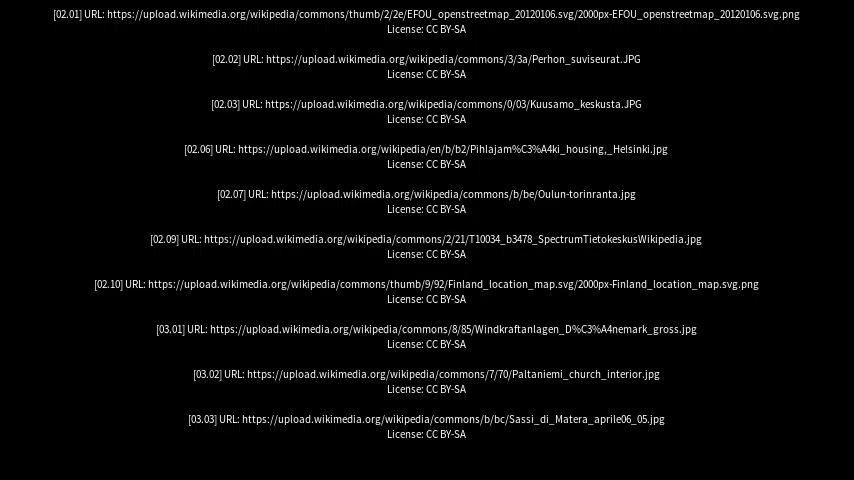 [02.01] URL: https://upload.wikimedia.org/wikipedia/commons/thumb/2/2e/EFOU_openstreetmap_20120106.svg/2000px-EFOU_openstreetmap_20120106.svg.png
License: CC BY-SA
[02.02] URL: https://upload.wikimedia.org/wikipedia/commons/3/3a/Perhon_suviseurat.JPG
License: CC BY-SA
[02.03] URL: https://upload.wikimedia.org/wikipedia/commons/0/03/Kuusamo_keskusta.JPG
License: CC BY-SA
[02.06] URL: https://upload.wikimedia.org/wikipedia/en/b/b2/Pihlajam%C3%A4ki_housing,_Helsinki.jpg
License: CC BY-SA
[02.07] URL: https://upload.wikimedia.org/wikipedia/commons/b/be/Oulun-torinranta.jpg
License: CC BY-SA
[02.09] URL: https://upload.wikimedia.org/wikipedia/commons/2/21/T10034_b3478_SpectrumTietokeskusWikipedia.jpg
License: CC BY-SA
[02.10] URL: https://upload.wikimedia.org/wikipedia/commons/thumb/9/92/Finland_location_map.svg/2000px-Finland_location_map.svg.png
License: CC BY-SA
[03.01] URL: https://upload.wikimedia.org/wikipedia/commons/8/85/Windkraftanlagen_D%C3%A4nemark_gross.jpg
License: CC BY-SA
[03.02] URL: https://upload.wikimedia.org/wikipedia/commons/7/70/Paltaniemi_church_interior.jpg
License: CC BY-SA
[03.03] URL: https://upload.wikimedia.org/wikipedia/commons/b/bc/Sassi_di_Matera_aprile06_05.jpg
License: CC BY-SA